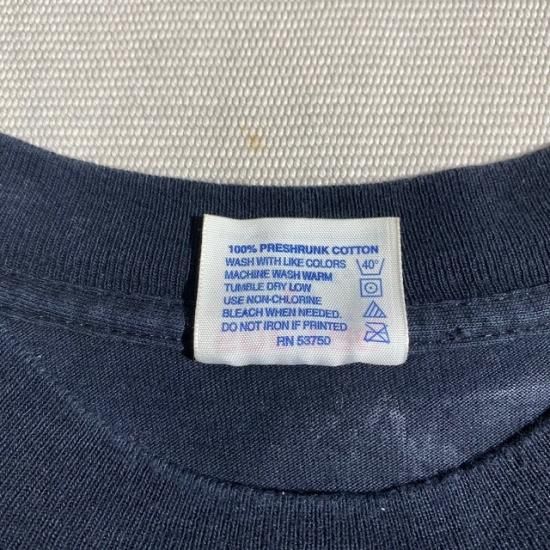 100% PRESHRUNK COTTON
WASH WITH LIKE COLORS 40°
MACHINE WASH WARM
TUMBLE DRY LOW
USE NON-CHLORINE
BLEACH WHEN NEEDED.
DO NOT IRON IF PRINTED
RN 53750